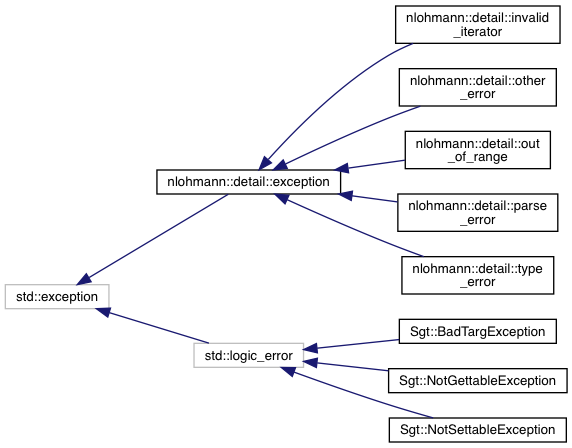 nlohmann::detail::invalid
_iterator
nlohmann::detail::other
_error
nlohmann::detail::out
_of_range
nlohmann::detail::exception
nlohmann::detail::parse
_error
nlohmann::detail::type
_error
std::exception
Sgt::BadTargException
std::logic_error
Sgt::NotGettableException
Sgt::NotSettableException